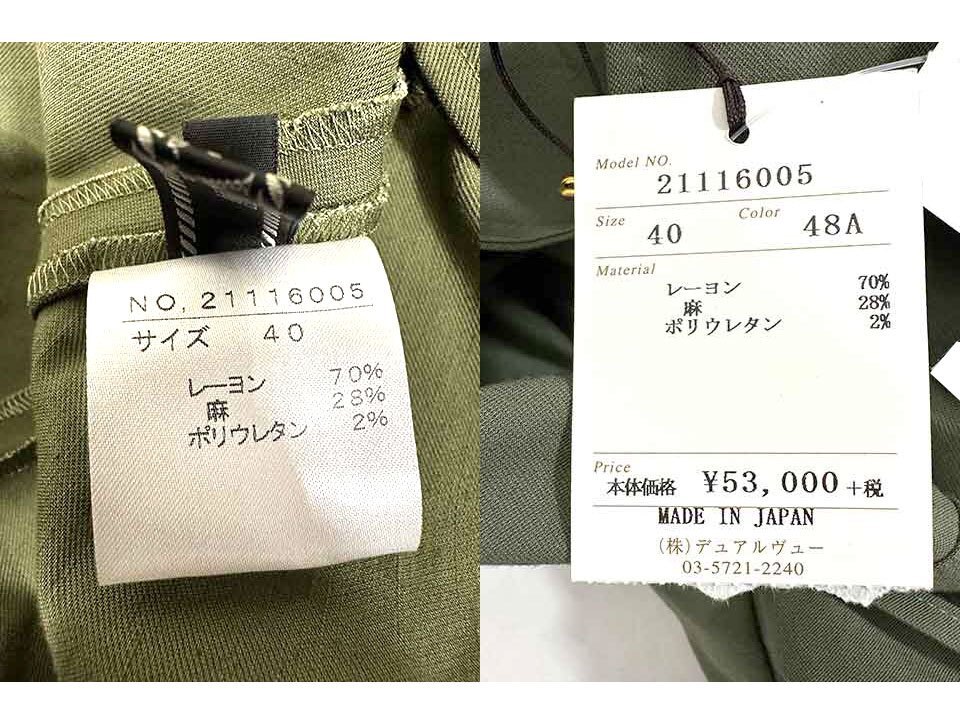 NO,21116005
サイズ 40
レーヨン 70%
麻 28%
ポリウレタン 2%
Model NO.
21116005
Size 40 Color 48A
Material
レーヨン 70%
麻 28%
ポリウレタン 2%
Price
本体価格 ¥53,000+税
MADE IN JAPAN
(株)デュアルヴュー
03-5721-2240